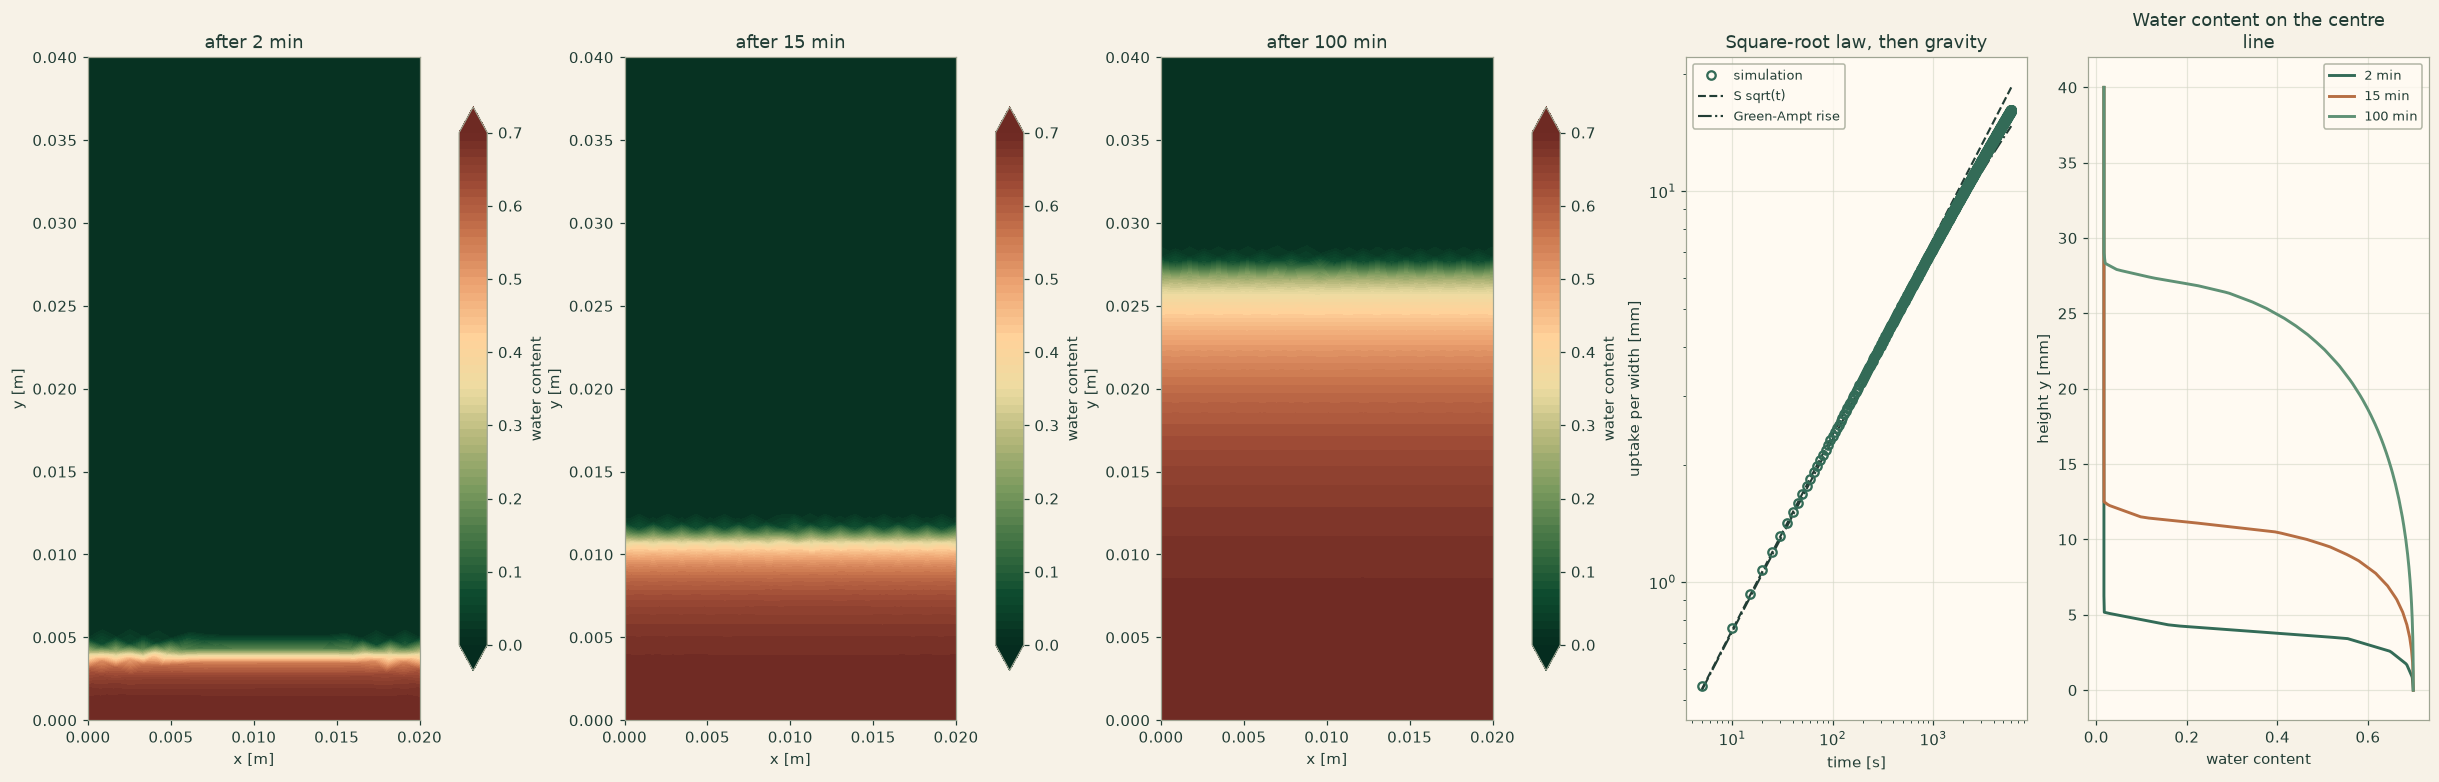 after 2 min
0.040
0.035
0.030
0.025
0.020
0.015
0.010
0.005
0.000
y [m]
0.000 0.005 0.010 0.015 0.020
x [m]
0.7
0.6
0.5
0.4
0.3
0.2
0.1
0.0
water content
after 15 min
0.040
0.035
0.030
0.025
0.020
0.015
0.010
0.005
0.000
y [m]
0.000 0.005 0.010 0.015 0.020
x [m]
0.7
0.6
0.5
0.4
0.3
0.2
0.1
0.0
water content
after 100 min
0.040
0.035
0.030
0.025
0.020
0.015
0.010
0.005
0.000
y [m]
0.000 0.005 0.010 0.015 0.020
x [m]
0.7
0.6
0.5
0.4
0.3
0.2
0.1
0.0
water content
Square-root law, then gravity
simulation
S sqrt(t)
Green-Ampt rise
10¹
10⁰
uptake per width [mm]
10¹ 10² 10³
time [s]
Water content on the centre
line
2 min
15 min
100 min
40
35
30
25
20
15
10
5
0
height y [mm]
0.0 0.2 0.4 0.6
water content